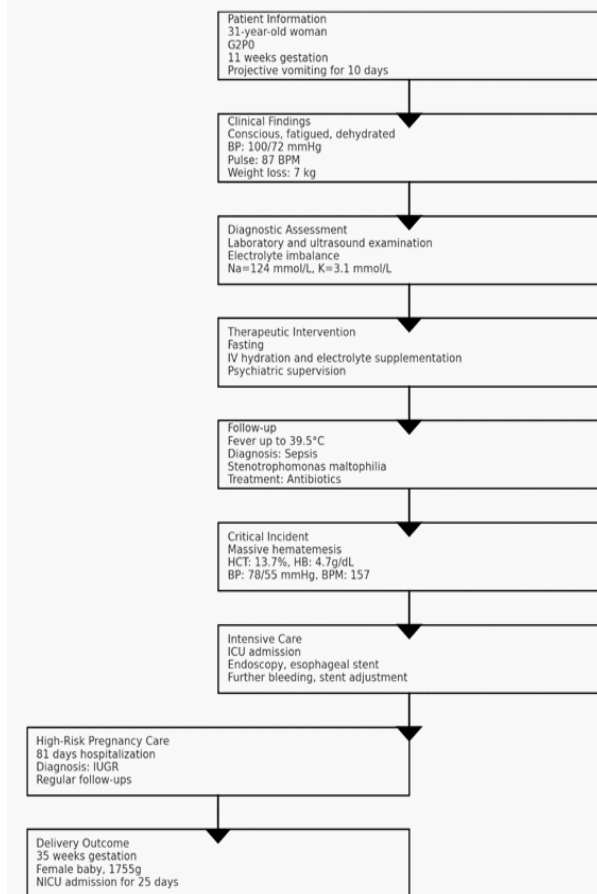 Patient Information
31-year-old woman
G2P0
11 weeks gestation
Projective vomiting for 10 days
Clinical Findings
Conscious, fatigued, dehydrated
BP: 100/72 mmHg
Pulse: 87 BPM
Weight loss: 7 kg
Diagnostic Assessment
Laboratory and ultrasound examination
Electrolyte imbalance
Na=124 mmol/L, K=3.1 mmol/L
Therapeutic Intervention
Fasting
IV hydration and electrolyte supplementation
Psychiatric supervision
Follow-up
Fever up to 39.5°C
Diagnosis: Sepsis
Stenotrophomonas maltophilia
Treatment: Antibiotics
Critical Incident
Massive hematemesis
HCT: 13.7%, HB: 4.7g/dL
BP: 78/55 mmHg, BPM: 157
Intensive Care
ICU admission
Endoscopy, esophageal stent
Further bleeding, stent adjustment
High-Risk Pregnancy Care
81 days hospitalization
Diagnosis: IUGR
Regular follow-ups
Delivery Outcome
35 weeks gestation
Female baby, 1755g
NICU admission for 25 days